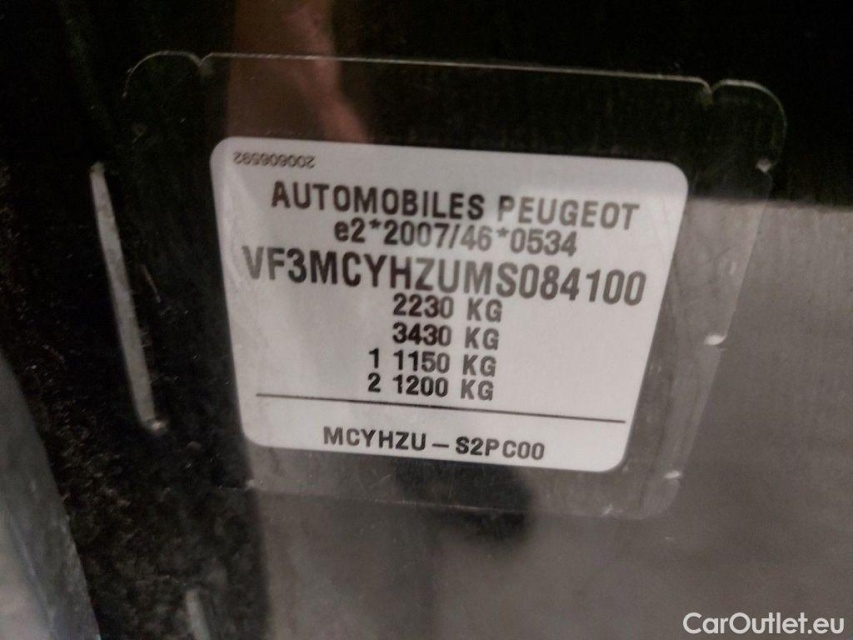 200606592
AUTOMOBILES PEUGEOT
e2*2007/46*0534
VF3MCYHZUMS084100
2230 KG
3430 KG
1 1150 KG
2 1200 KG
MCYHZU – S2PC00
CarOutlet.eu